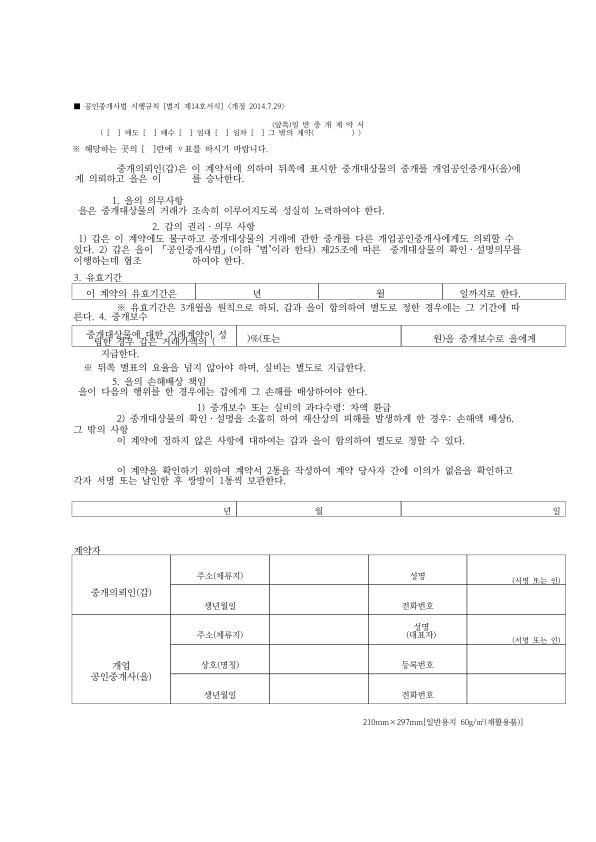 ■ 공인중개사법 시행규칙 [별지 제14호서식] 〈개정 2014.7.29〉
(앞쪽)일 반 중 개 계 약 서
( [ ] 매도 [ ] 매수 [ ] 임대 [ ] 임차 [ ] 그 밖의 계약( ) )
※ 해당하는 곳의 [ ]란에 v표를 하시기 바랍니다.
중개의뢰인(갑)은 이 계약서에 의하여 뒤쪽에 표시한 중개대상물의 중개를 개업공인중개사(을)에
게 의뢰하고 을은 이 를 승낙한다.
1. 을의 의무사항
을은 중개대상물의 거래가 조속히 이루어지도록 성실히 노력하여야 한다.
2. 갑의 권리ㆍ의무 사항
1) 갑은 이 계약에도 불구하고 중개대상물의 거래에 관한 중개를 다른 개업공인중개사에게도 의뢰할 수
있다. 2) 갑은 을이 「공인중개사법」(이하 "법"이라 한다) 제25조에 따른 중개대상물의 확인ㆍ설명의무를
이행하는데 협조 하여야 한다.
3. 유효기간
이 계약의 유효기간은 년 월 일까지로 한다.
※ 유효기간은 3개월을 원칙으로 하되, 갑과 을이 합의하여 별도로 정한 경우에는 그 기간에 따
른다. 4. 중개보수
중개대상물에 대한 거래계약이 성
립한 경우 갑은 거래가액의 ( )%(또는 원)을 중개보수로 을에게
지급한다.
※ 뒤쪽 별표의 요율을 넘지 않아야 하며, 실비는 별도로 지급한다.
5. 을의 손해배상 책임
을이 다음의 행위를 한 경우에는 갑에게 그 손해를 배상하여야 한다.
1) 중개보수 또는 실비의 과다수령: 차액 환급
2) 중개대상물의 확인ㆍ설명을 소홀히 하여 재산상의 피해를 발생하게 한 경우: 손해액 배상6.
그 밖의 사항
이 계약에 정하지 않은 사항에 대하여는 갑과 을이 합의하여 별도로 정할 수 있다.
이 계약을 확인하기 위하여 계약서 2통을 작성하여 계약 당사자 간에 이의가 없음을 확인하고
각자 서명 또는 날인한 후 쌍방이 1통씩 보관한다.
년 월 일
계약자
중개의뢰인(갑) 주소(체류지) 성명 (서명 또는 인)
생년월일 전화번호
개업
공인중개사(을) 주소(체류지) 성명
(대표자) (서명 또는 인)
상호(명칭) 등록번호
생년월일 전화번호
210mm×297mm[일반용지 60g/㎡(재활용품)]